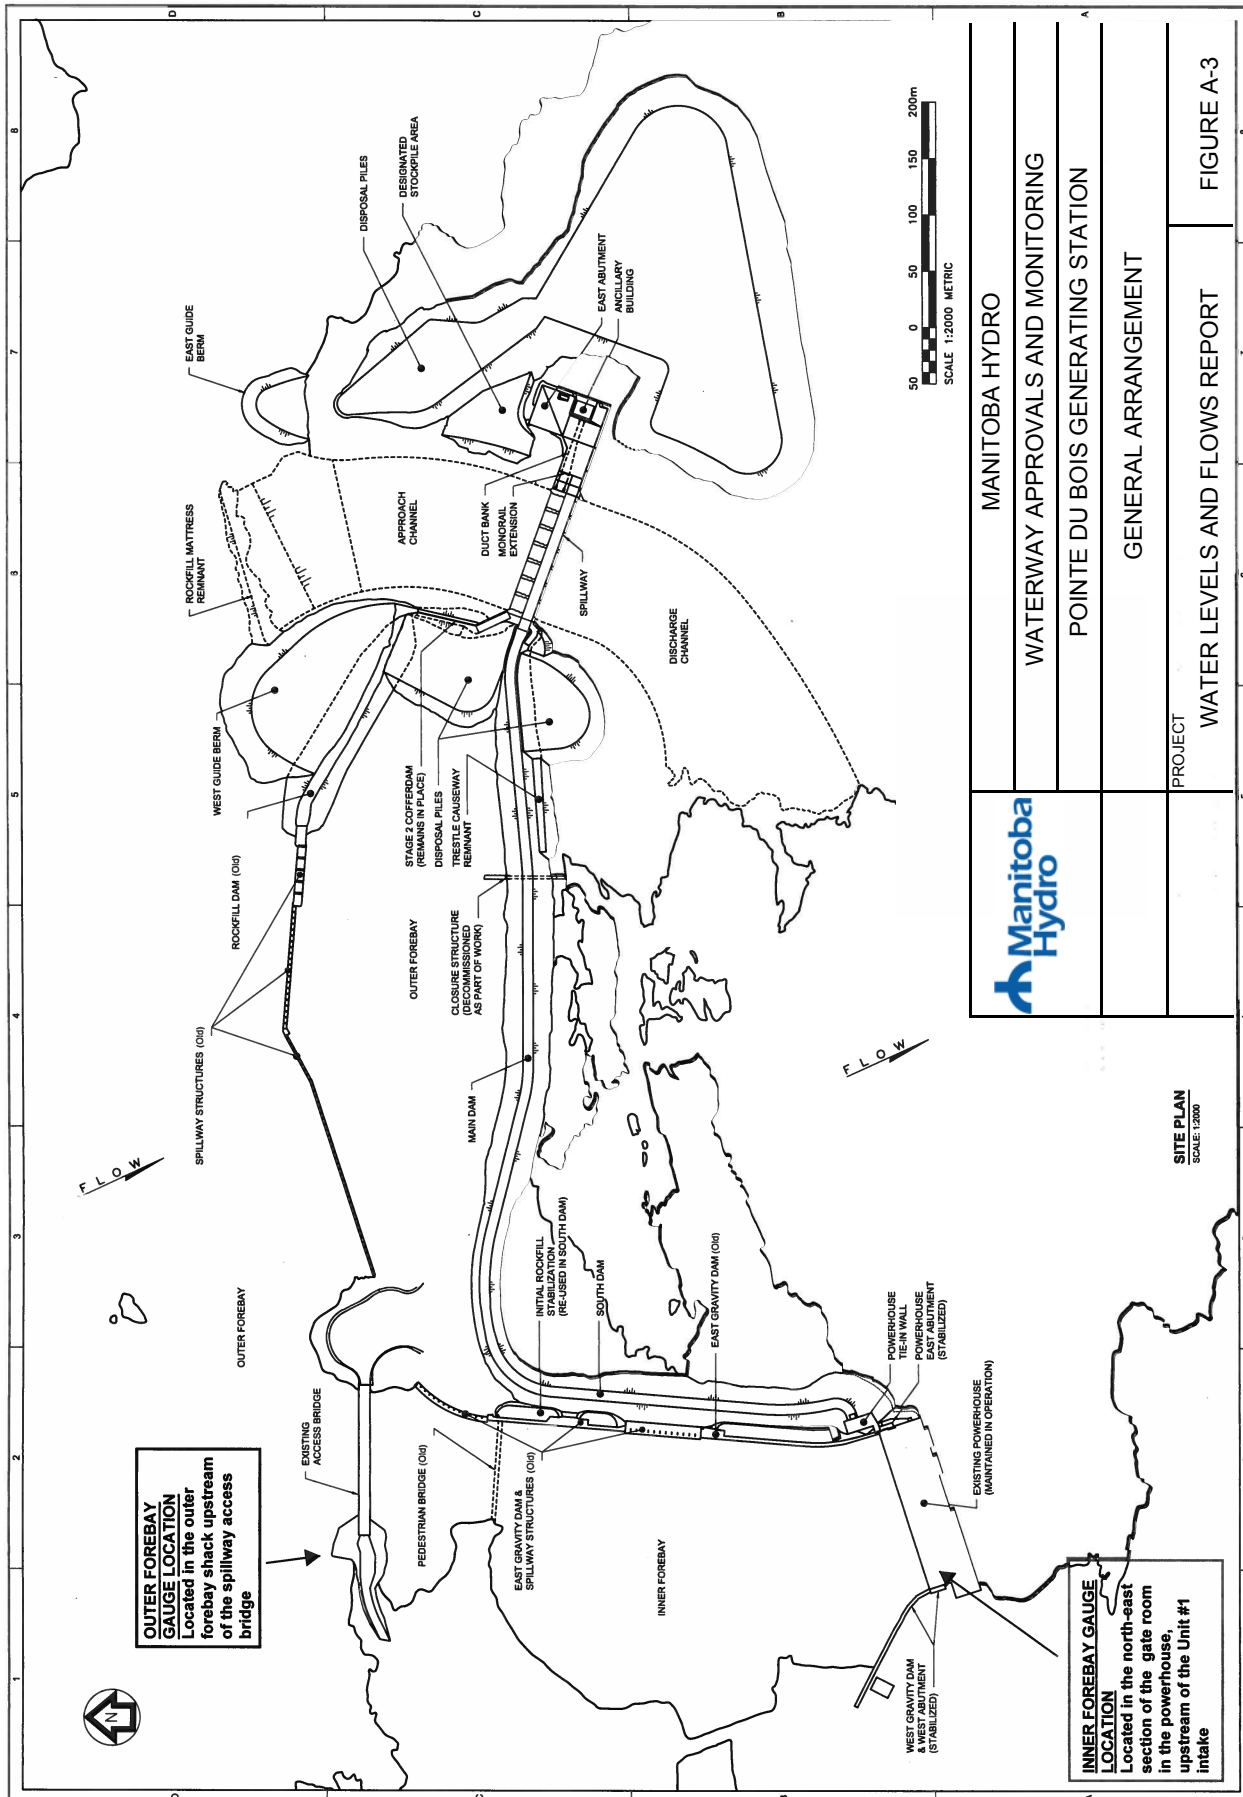 1
2
3
4
5
6
7
8
D
C
B
A
N
OUTER FOREBAY
GAUGE LOCATION
Located in the outer
forebay shack upstream
of the spillway access
bridge
EXISTING
ACCESS BRIDGE
OUTER FOREBAY
FLOW
SPILLWAY STRUCTURES (Old)
ROCKFILL DAM (Old)
WEST GUIDE BERM
ROCKFILL MATTRESS
REMNANT
EAST GUIDE
BERM
DISPOSAL PILES
DESIGNATED
STOCKPILE AREA
APPROACH
CHANNEL
EAST ABUTMENT
ANCILLARY
BUILDING
DUCT BANK
MONORAIL
EXTENSION
SPILLWAY
DISCHARGE
CHANNEL
STAGE 2 COFFERDAM
(REMAINS IN PLACE)
DISPOSAL PILES
TRESTLE CAUSEWAY
REMNANT
OUTER FOREBAY
CLOSURE STRUCTURE
(DECOMMISSIONED
AS PART OF WORK)
MAIN DAM
PEDESTRIAN BRIDGE (Old)
EAST GRAVITY DAM &
SPILLWAY STRUCTURES (Old)
INITIAL ROCKFILL
STABILIZATION
(RE-USED IN SOUTH DAM)
SOUTH DAM
EAST GRAVITY DAM (Old)
INNER FOREBAY
POWERHOUSE
TIE-IN WALL
POWERHOUSE
EAST ABUTMENT
(STABILIZED)
EXISTING POWERHOUSE
(MAINTAINED IN OPERATION)
WEST GRAVITY DAM
& WEST ABUTMENT
(STABILIZED)
FLOW
INNER FOREBAY GAUGE
LOCATION
Located in the north-east
section of the gate room
in the powerhouse,
upstream of the Unit #1
intake
SITE PLAN
SCALE: 1:2000
50 0 50 100 150 200m
SCALE 1:2000 METRIC
Manitoba
Hydro
MANITOBA HYDRO
WATERWAY APPROVALS AND MONITORING
POINTE DU BOIS GENERATING STATION
GENERAL ARRANGEMENT
PROJECT
WATER LEVELS AND FLOWS REPORT
FIGURE A-3